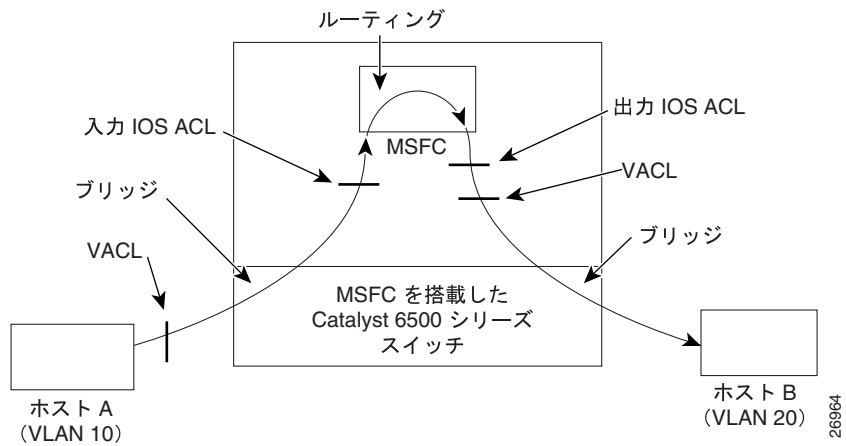 ルーティング
入力 IOS ACL
出力 IOS ACL
MSFC
VACL
ブリッジ
ブリッジ
VACL
MSFC を搭載した
Catalyst 6500 シリーズ
スイッチ
ホスト A
（VLAN 10）
ホスト B
（VLAN 20）
26964